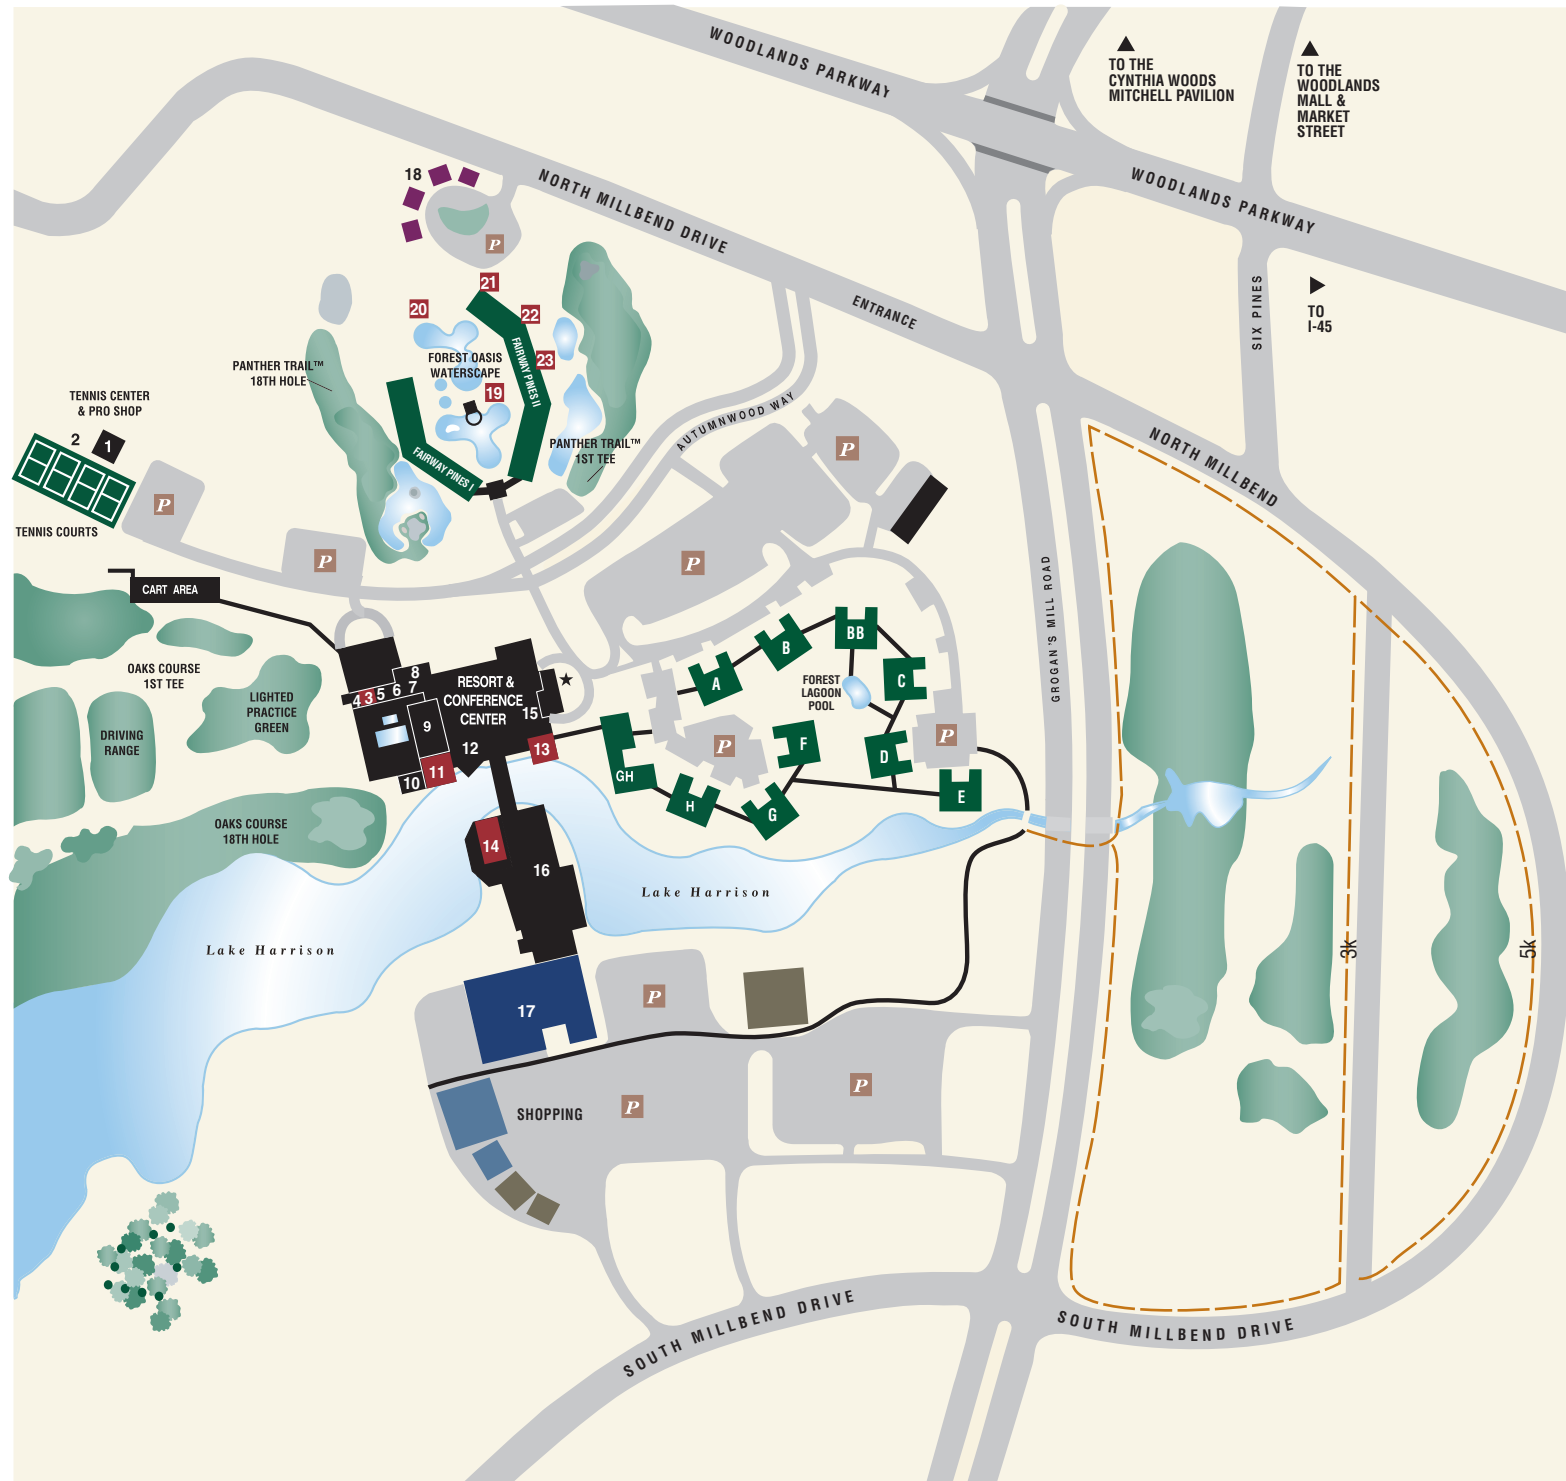 WOODLANDS PARKWAY
TO THE
CYNTHIA WOODS
MITCHELL PAVILION
TO THE
WOODLANDS
MALL &
MARKET
STREET
WOODLANDS PARKWAY
18
NORTH MILLBEND DRIVE
P
21
20
22
ENTRANCE
SIX PINES
TO
I-45
FAIRWAY PINES II
FOREST OASIS
WATERSCAPE
23
19
PANTHER TRAIL™
18TH HOLE
TENNIS CENTER
& PRO SHOP
2
1
AUTUMNWOOD WAY
PANTHER TRAIL™
1ST TEE
FAIRWAY PINES I
P
NORTH MILLBEND
P
TENNIS COURTS
P
P
CART AREA
GROGAN'S MILL ROAD
OAKS COURSE
1ST TEE
LIGHTED
PRACTICE
GREEN
DRIVING
RANGE
8
4 3 5 6 7
9
RESORT &
CONFERENCE
CENTER
15
★
12
13
11
10
A
B
BB
C
FOREST
LAGOON
POOL
P
F
D
P
E
GH
H
G
OAKS COURSE
18TH HOLE
14
16
Lake Harrison
Lake Harrison
3k
5k
17
P
SHOPPING
P
P
SOUTH MILLBEND DRIVE
SOUTH MILLBEND DRIVE